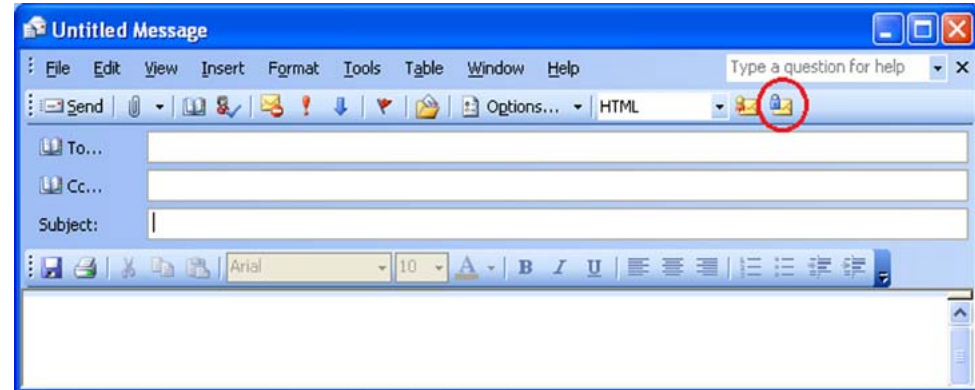 Untitled Message
File Edit View Insert Format Tools Table Window Help Type a question for help
Send Options... HTML
To...
Cc...
Subject:
Arial 10 A B I U